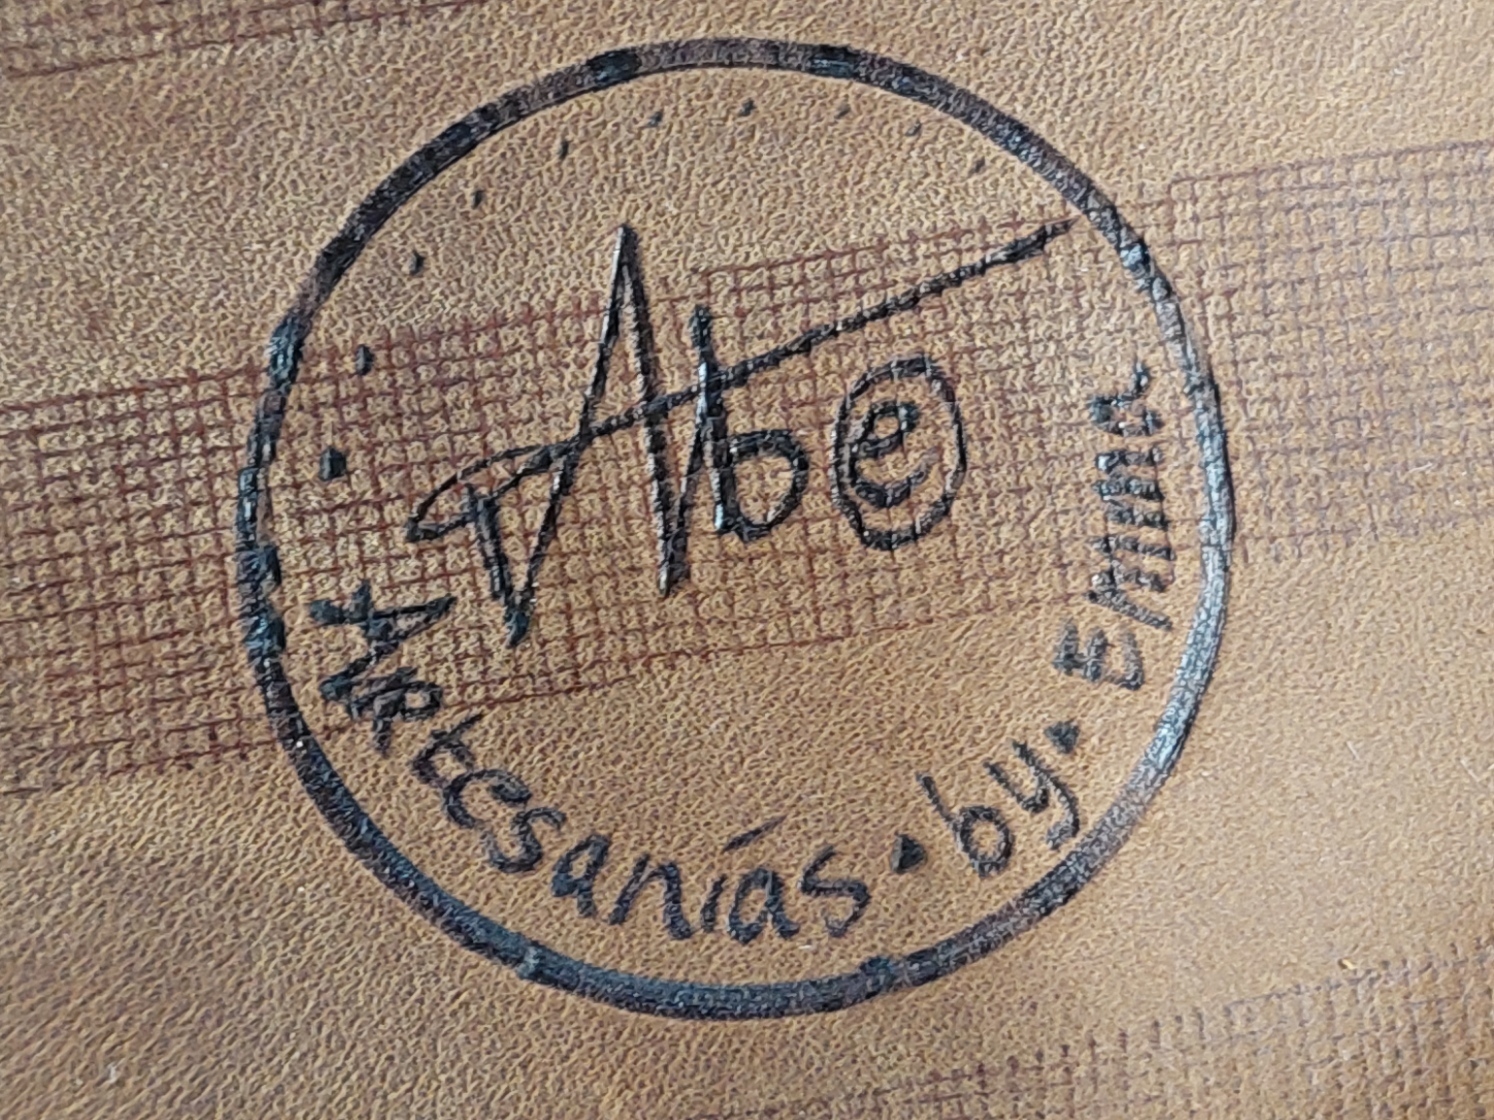 Abe
Artesanías • by • Emma